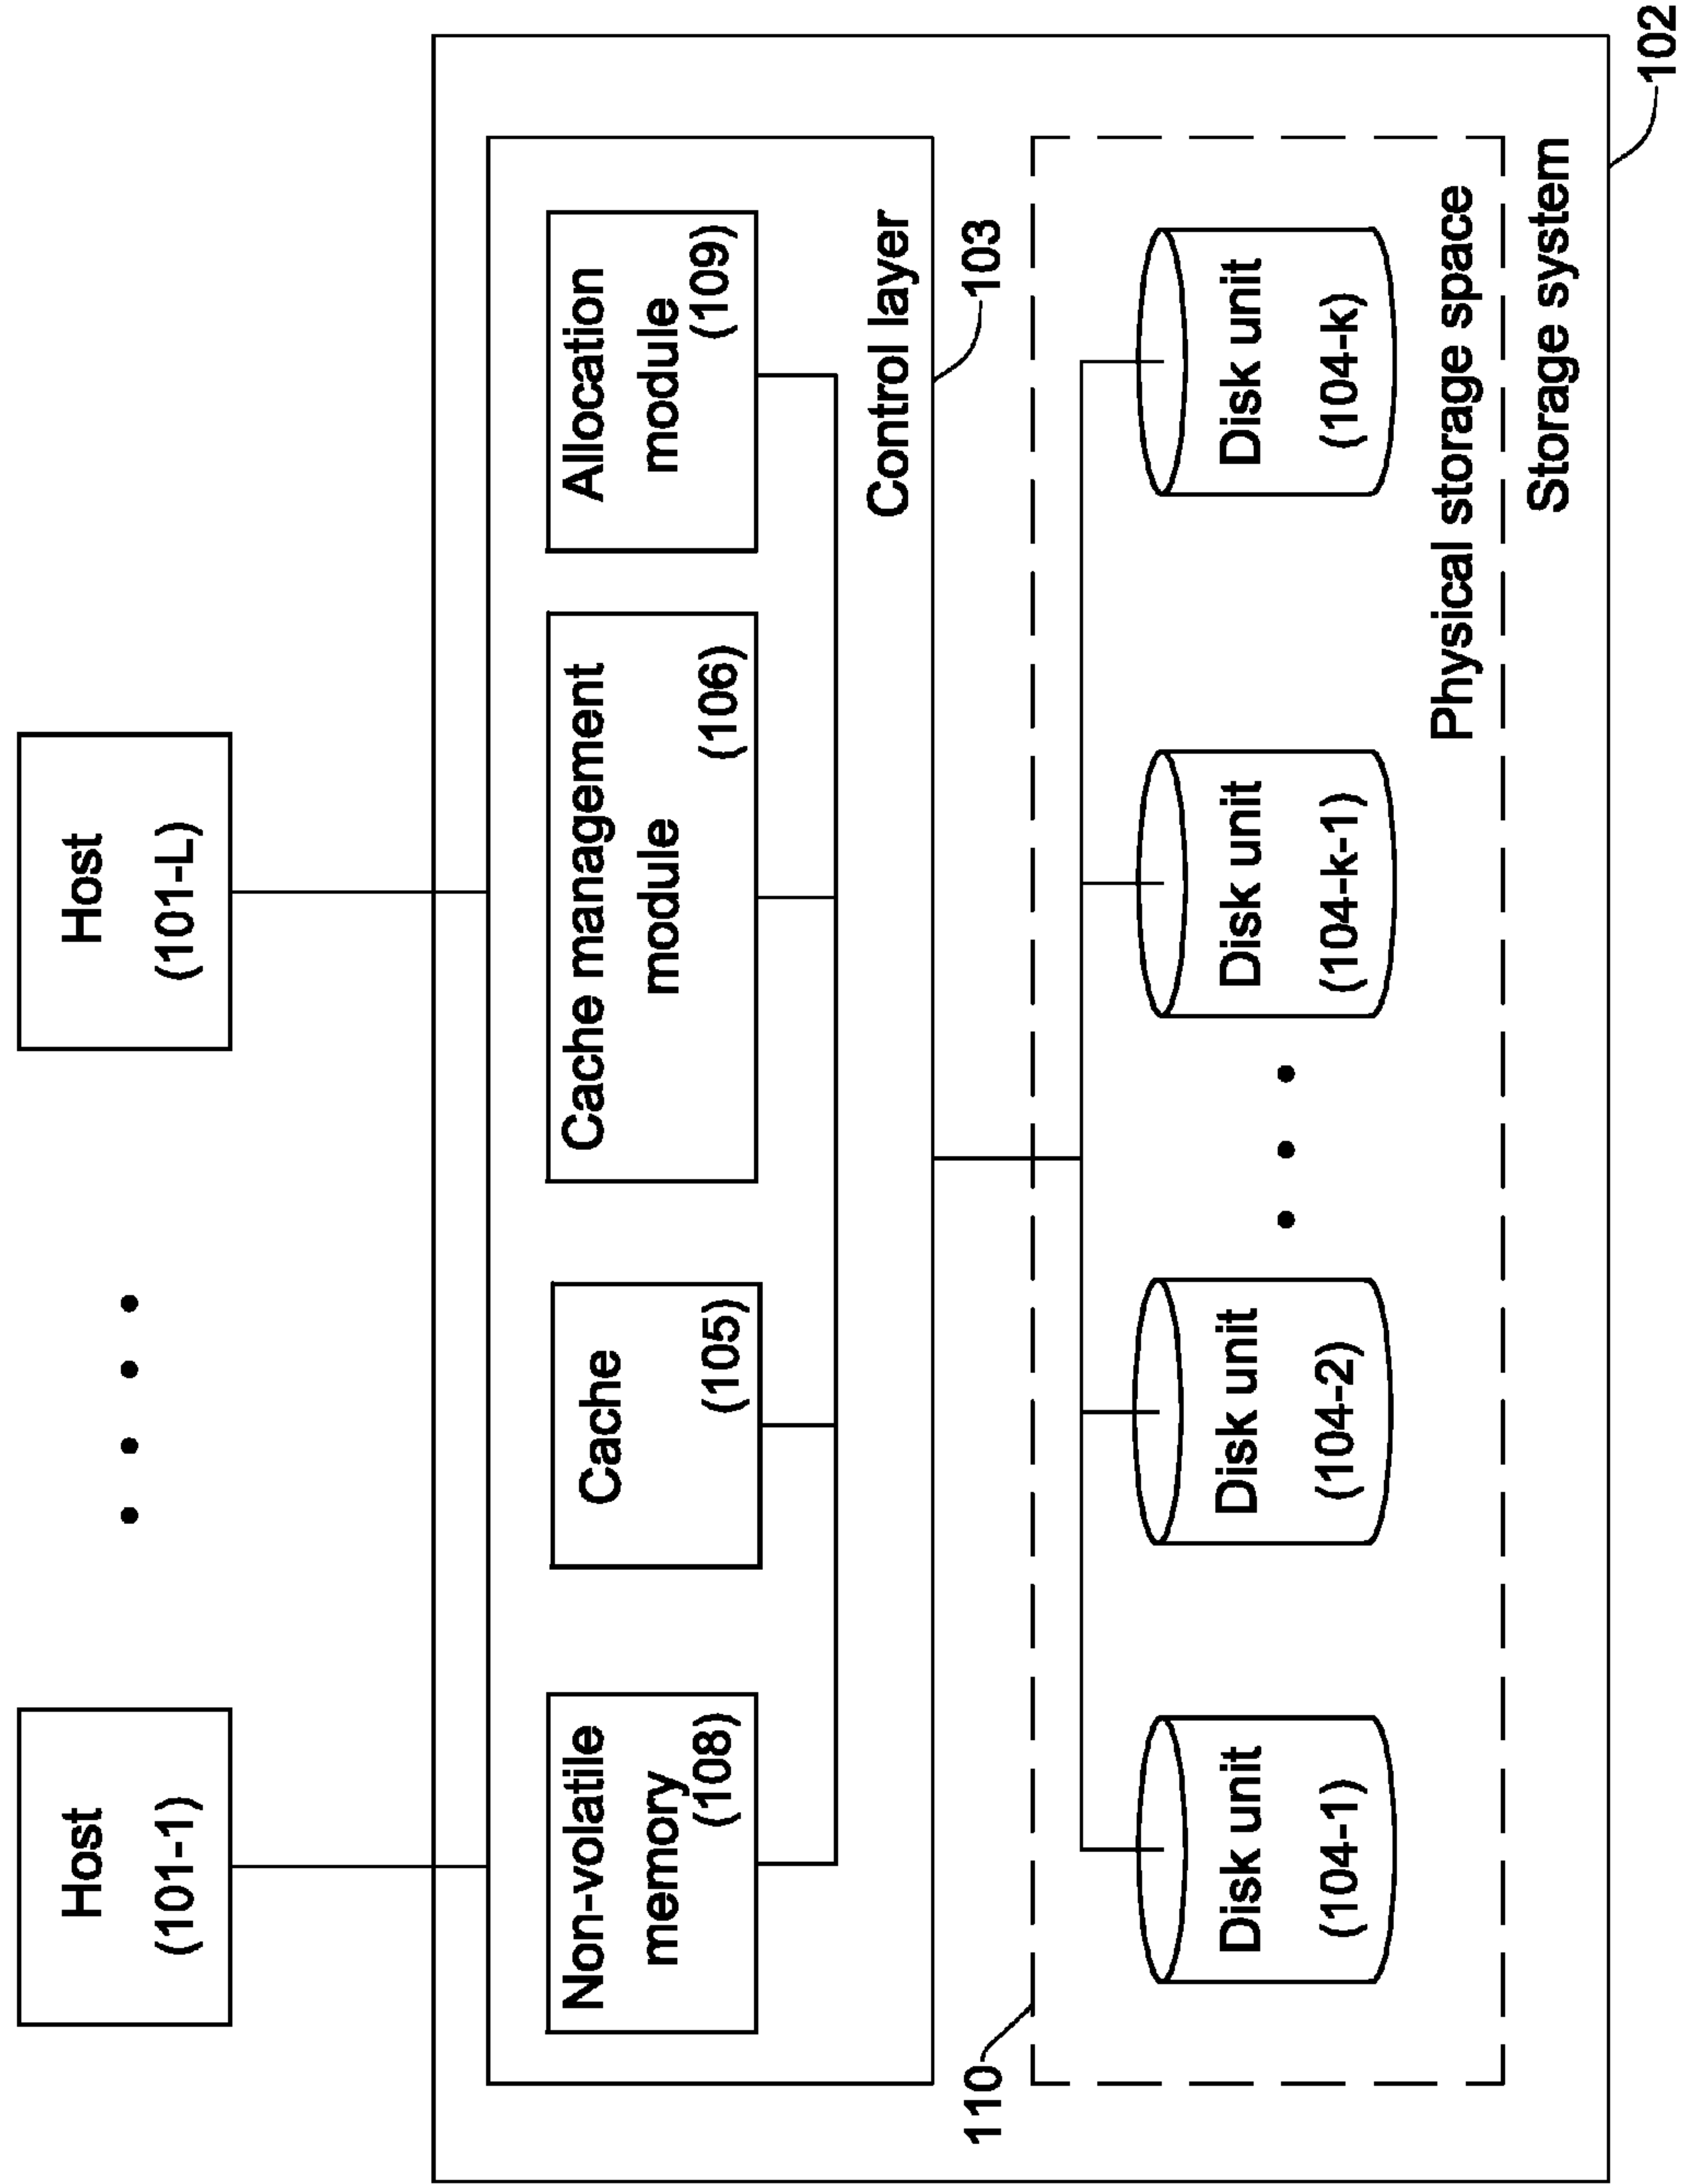 Host
(101-1)
Host
(101-L)
Non-volatile
memory
(108)
Cache
(105)
Cache management
module
(106)
Allocation
module
(109)
Control layer
103
110
Disk unit
(104-1)
Disk unit
(104-2)
Disk unit
(104-k-1)
Disk unit
(104-k)
Physical storage space
Storage system
102